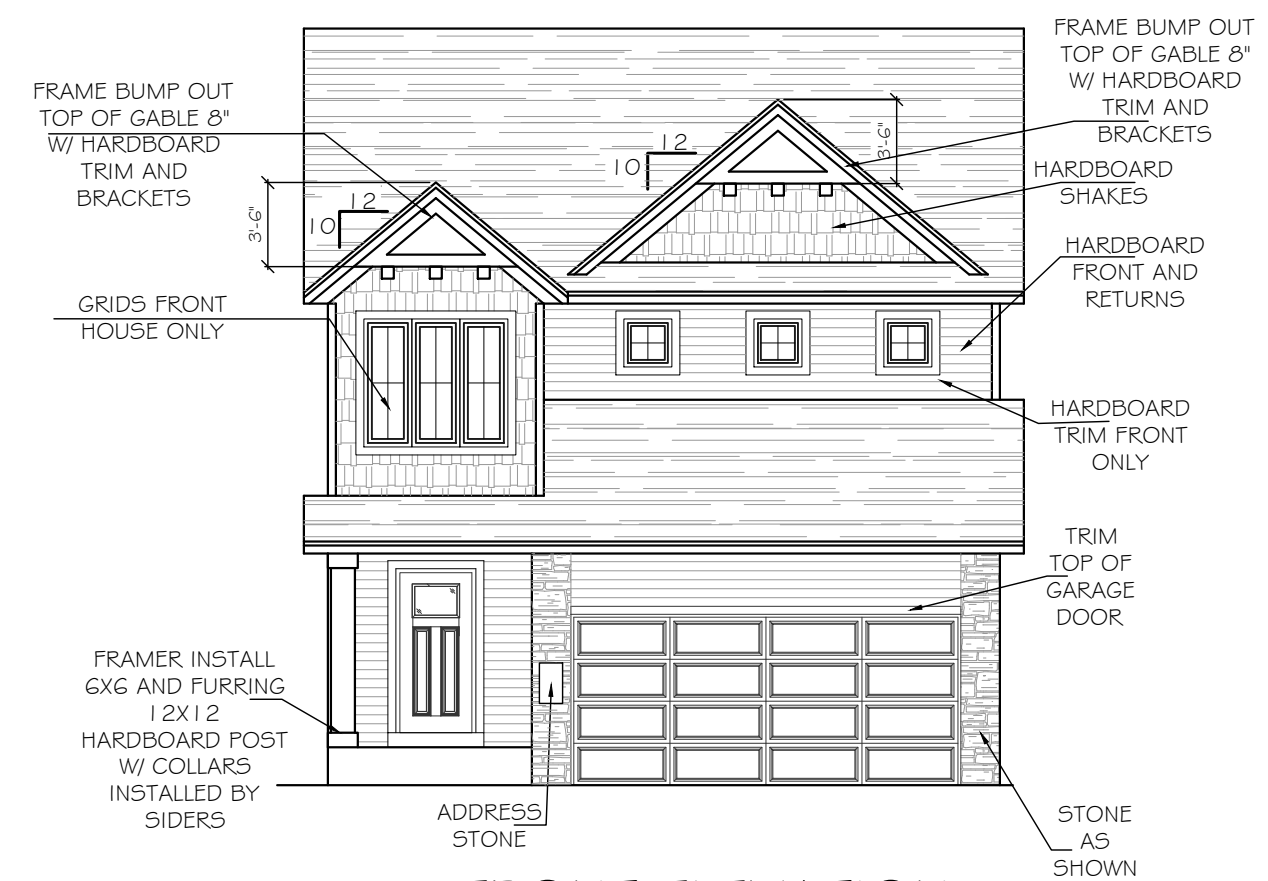 FRAME BUMP OUT
TOP OF GABLE 8"
W/ HARDBOARD
TRIM AND
BRACKETS
FRAME BUMP OUT
TOP OF GABLE 8"
W/ HARDBOARD
TRIM AND
BRACKETS
12
10
3'-6"
12
10
3'-6"
HARDBOARD
SHAKES
HARDBOARD
FRONT AND
RETURNS
GRIDS FRONT
HOUSE ONLY
HARDBOARD
TRIM FRONT
ONLY
TRIM
TOP OF
GARAGE
DOOR
FRAMER INSTALL
6X6 AND FURRING
12X12
HARDBOARD POST
W/ COLLARS
INSTALLED BY
SIDERS
ADDRESS
STONE
STONE
AS
SHOWN